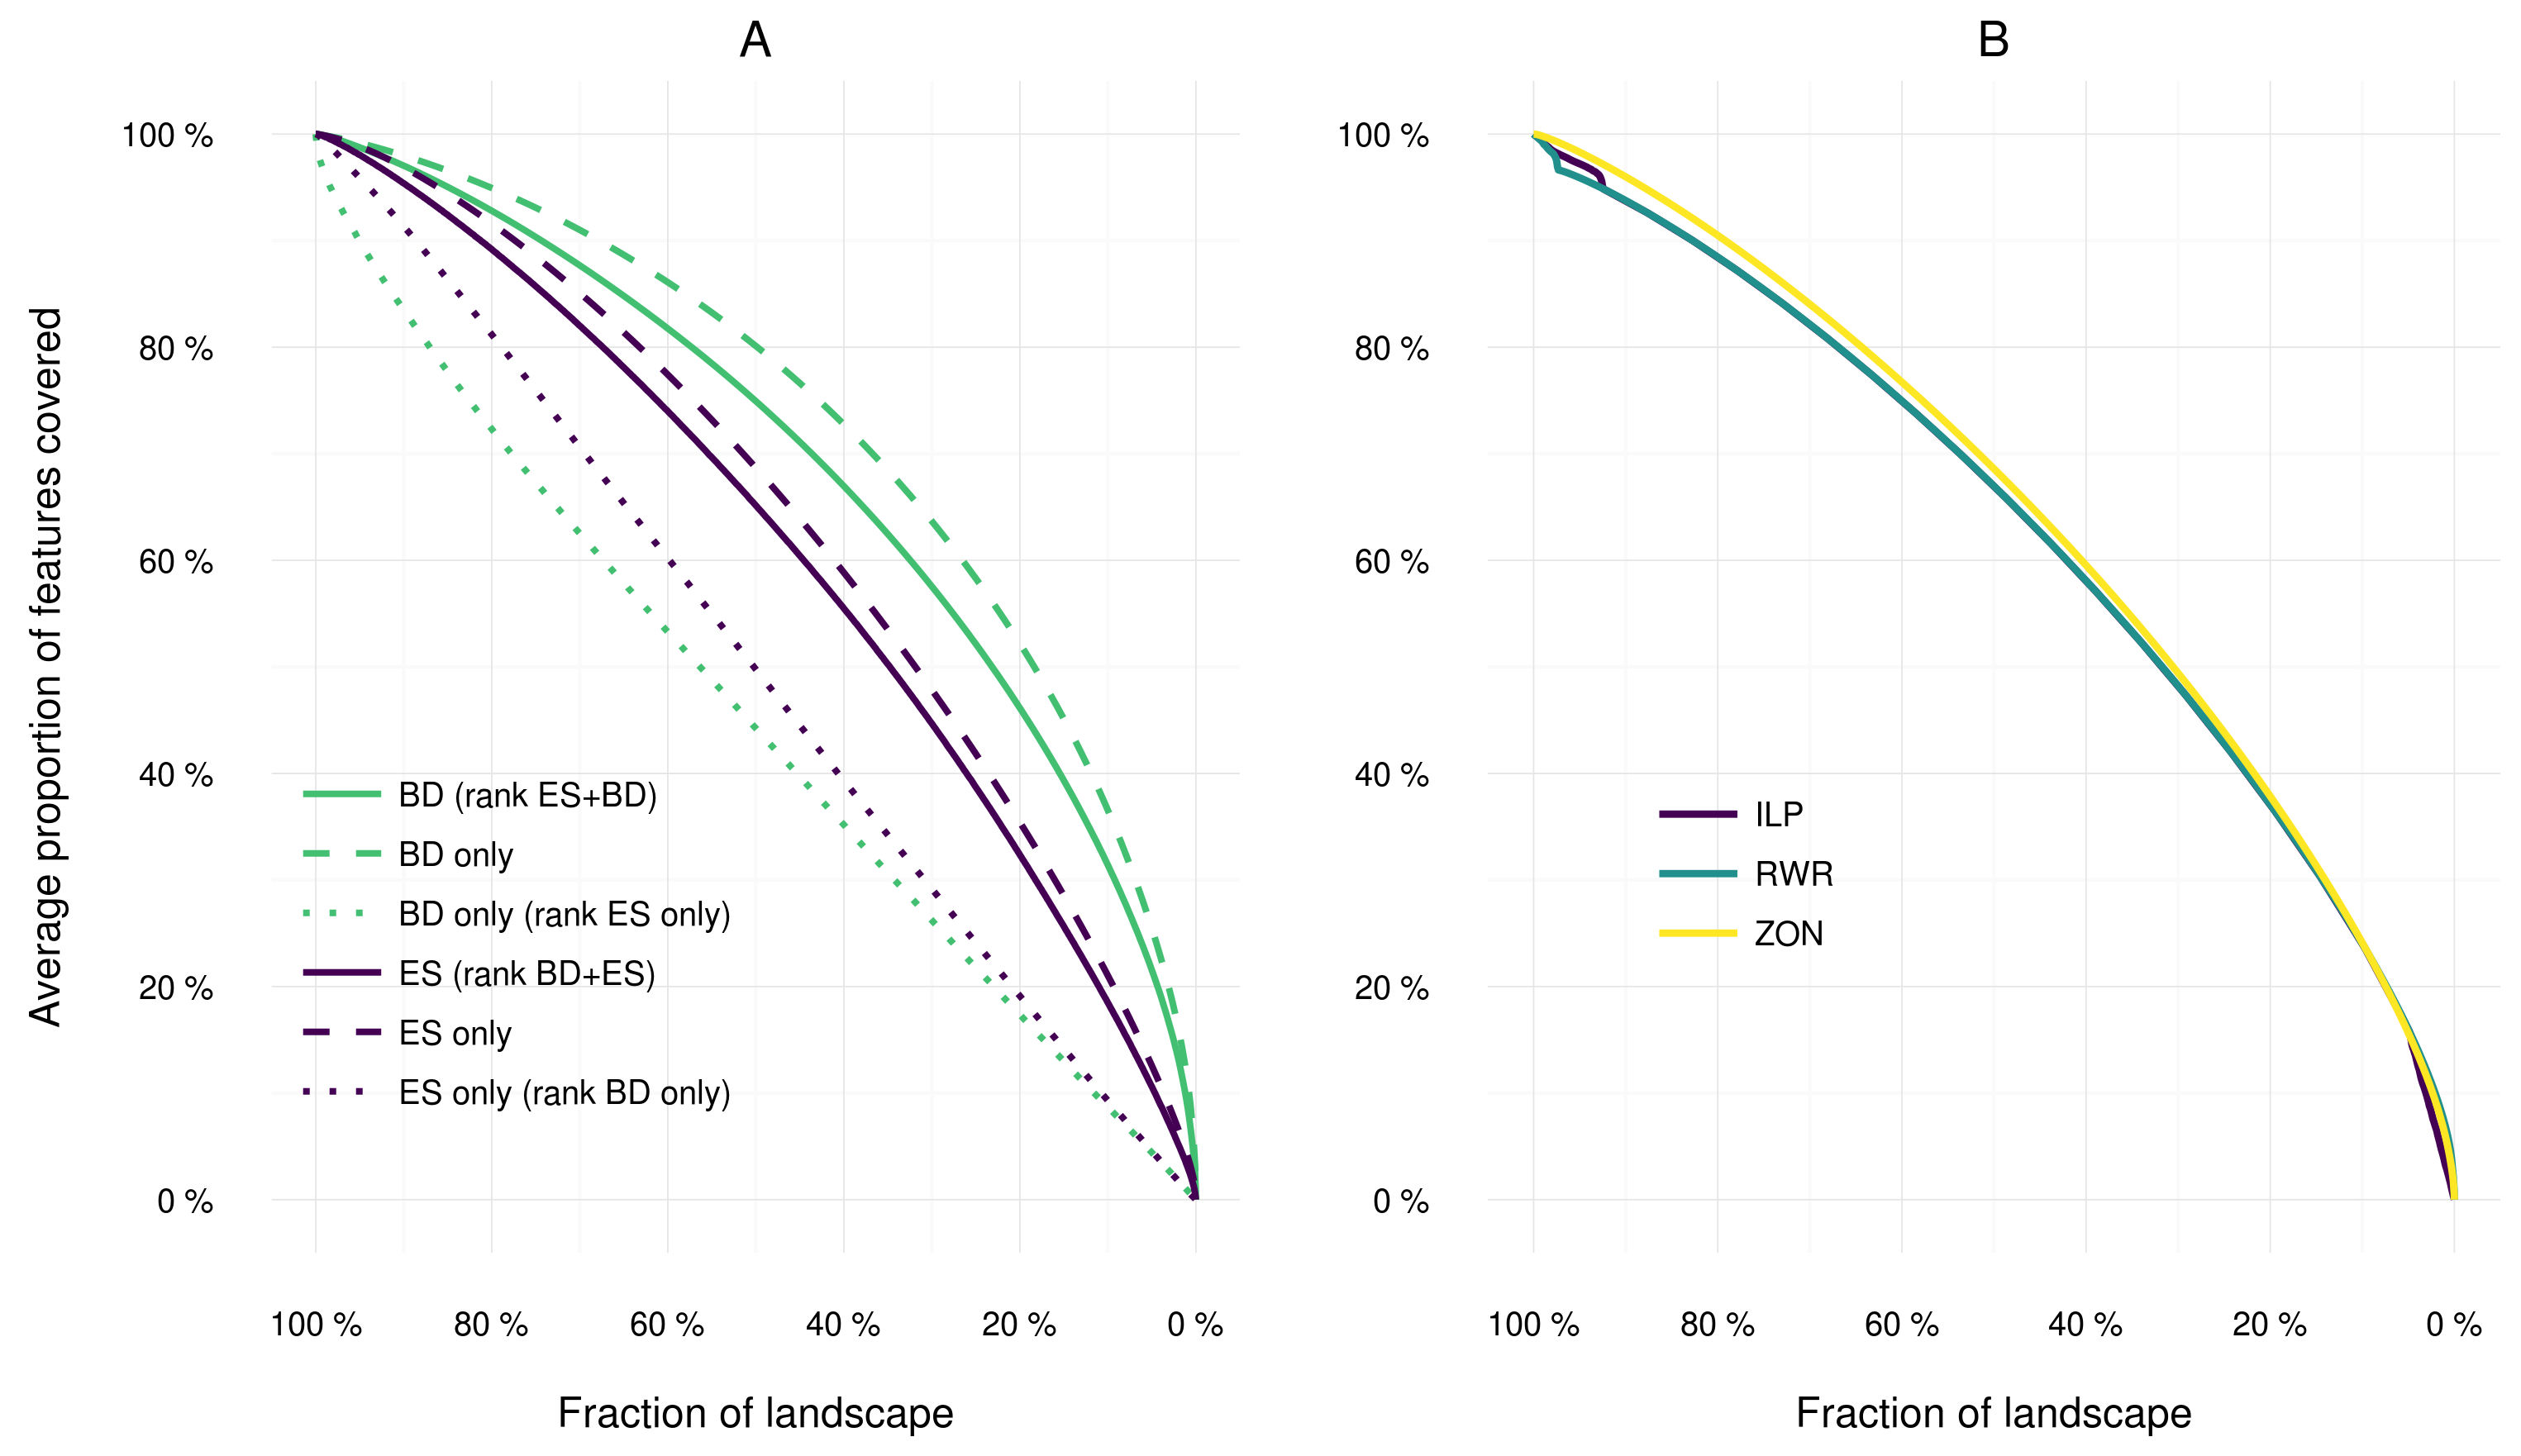 A
Average proportion of features covered
100 %
80 %
60 %
40 %
20 %
0 %
BD (rank ES+BD)
BD only
BD only (rank ES only)
ES (rank BD+ES)
ES only
ES only (rank BD only)
100 %
80 %
60 %
40 %
20 %
0 %
Fraction of landscape
B
100 %
80 %
60 %
40 %
20 %
0 %
ILP
RWR
ZON
100 %
80 %
60 %
40 %
20 %
0 %
Fraction of landscape